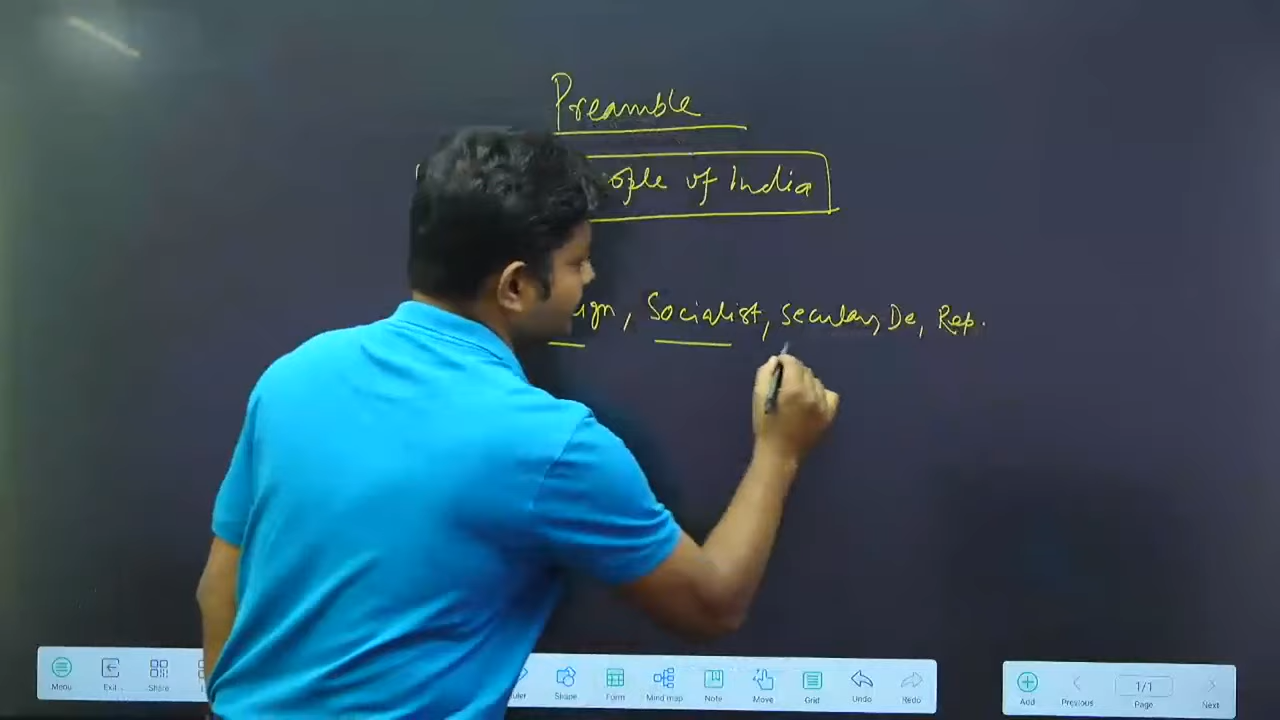 Preamble
ople of India
ign, Socialist, Secular, De, Rep.
Menu Exit Share uler Shape Form Mind map Note Move Grid Undo Redo Add Previous 1/1 Page Next